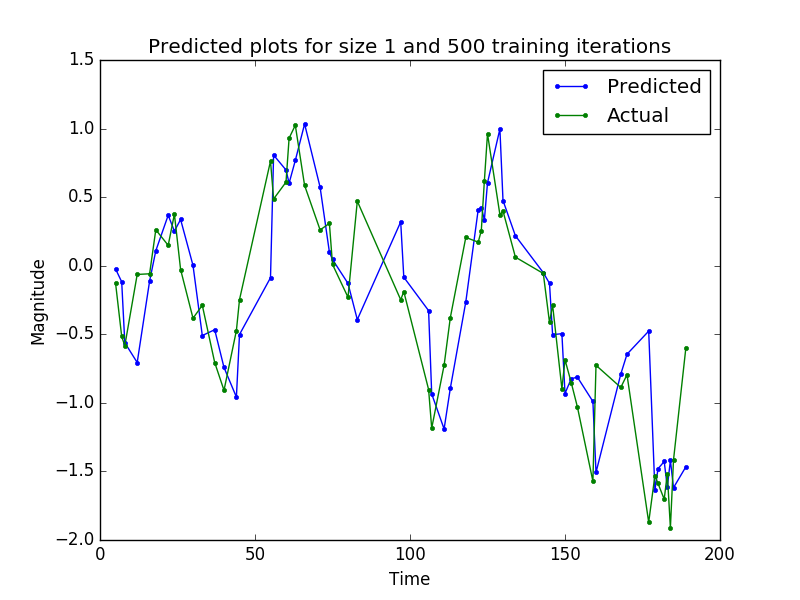 Predicted plots for size 1 and 500 training iterations
Predicted
Actual
1.5
1.0
0.5
0.0
−0.5
−1.0
−1.5
−2.0
Magnitude
0
50
100
150
200
Time